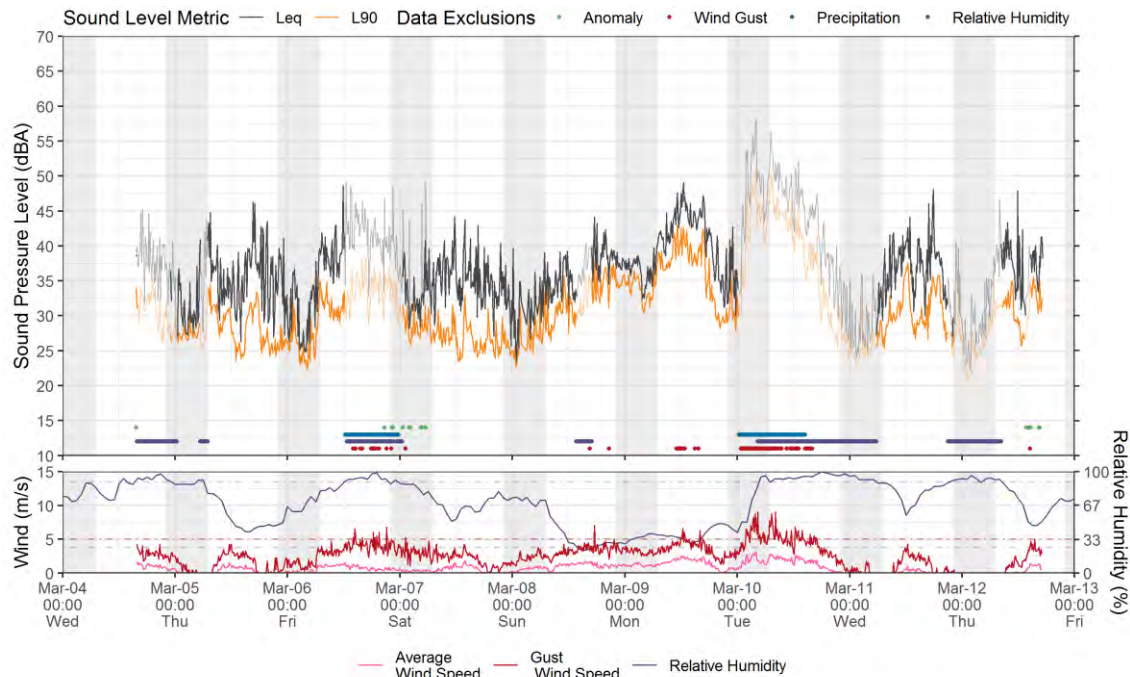 Sound Level Metric Leq L90 Data Exclusions Anomaly Wind Gust Precipitation Relative Humidity
70
65
60
55
50
45
40
35
30
25
20
15
10
Sound Pressure Level (dBA)
15
10
5
0
Wind (m/s)
100
67
33
0
Relative Humidity (%)
Mar-04 Mar-05 Mar-06 Mar-07 Mar-08 Mar-09 Mar-10 Mar-11 Mar-12 Mar-13
00:00 00:00 00:00 00:00 00:00 00:00 00:00 00:00 00:00 00:00
Wed Thu Fri Sat Sun Mon Tue Wed Thu Fri
Average Gust Relative Humidity
Wind Speed Wind Speed